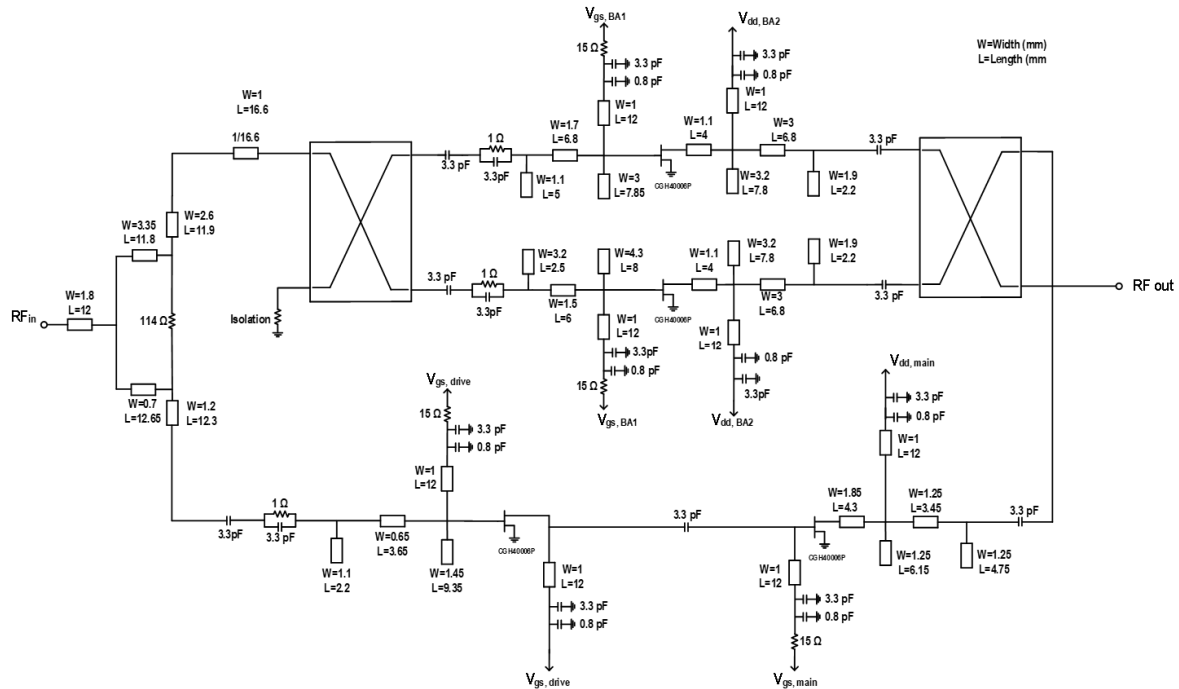 V_gs, BA1
15 Ω
3.3 pF
0.8 pF
W=1
L=12
V_dd, BA2
3.3 pF
0.8 pF
W=1
L=12
W=Width (mm)
L=Length (mm
W=1
L=16.6
1/16.6
3.3 pF
1 Ω
3.3pF
W=1.7
L=6.8
W=1.1
L=5
W=3
L=7.85
CGH40006P
W=1.1
L=4
W=3
L=6.8
W=3.2
L=7.8
W=1.9
L=2.2
3.3 pF
W=2.6
L=11.9
W=3.35
L=11.8
W=1.8
L=12
RFin
114 Ω
W=0.7
L=12.65
W=1.2
L=12.3
Isolation
3.3 pF
1 Ω
3.3pF
W=3.2
L=2.5
W=1.5
L=6
W=4.3
L=8
W=1
L=12
3.3pF
0.8 pF
15 Ω
V_gs, BA1
CGH40006P
W=1.1
L=4
W=3.2
L=7.8
W=3
L=6.8
W=1.9
L=2.2
3.3 pF
W=1
L=12
0.8 pF
3.3pF
V_dd, BA2
RF out
V_gs, drive
15 Ω
3.3 pF
0.8 pF
W=1
L=12
3.3pF
1 Ω
3.3 pF
W=1.1
L=2.2
W=0.65
L=3.65
W=1.45
L=9.35
CGH40006P
W=1
L=12
3.3 pF
0.8 pF
V_gs, drive
3.3 pF
W=1
L=12
3.3 pF
0.8 pF
15 Ω
V_gs, main
CGH40006P
V_dd, main
3.3 pF
0.8 pF
W=1
L=12
W=1.85
L=4.3
W=1.25
L=3.45
W=1.25
L=6.15
W=1.25
L=4.75
3.3 pF